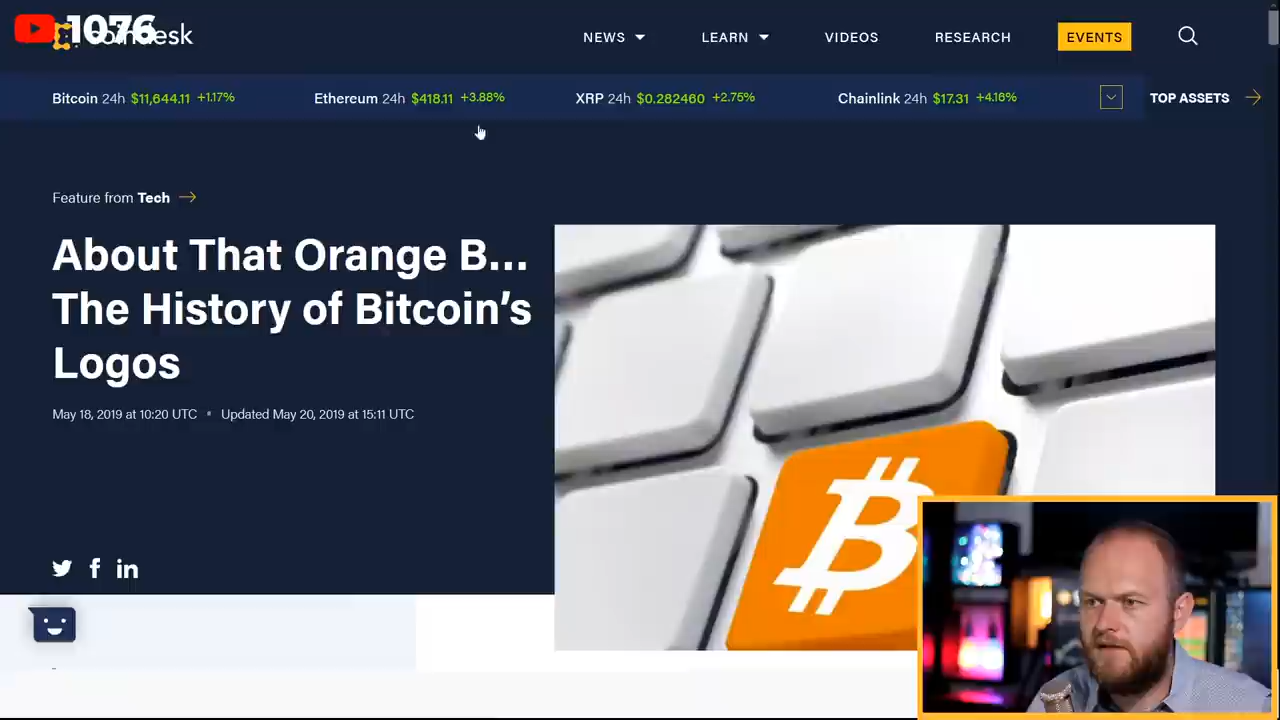 1076
coindesk
NEWS LEARN VIDEOS RESEARCH EVENTS
Bitcoin 24h $11,644.11 +1.17% Ethereum 24h $418.11 +3.88% XRP 24h $0.282460 +2.75% Chainlink 24h $17.31 +4.16% TOP ASSETS
Feature from Tech
About That Orange B...
The History of Bitcoin’s
Logos
May 18, 2019 at 10:20 UTC Updated May 20, 2019 at 15:11 UTC